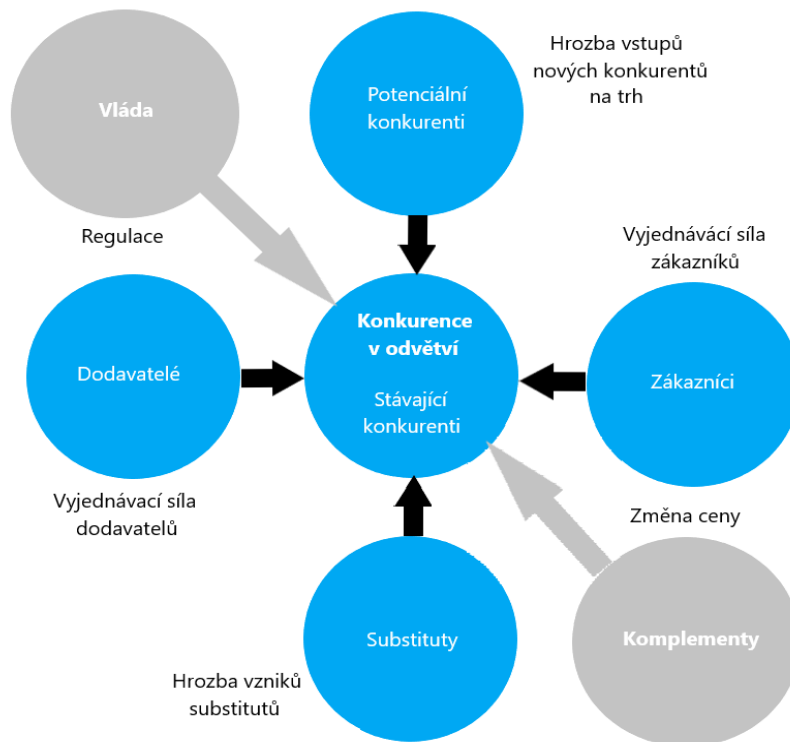 Hrozba vstupů
nových konkurentů
na trh
Vláda
Potenciální
konkurenti
Regulace
Vyjednávácí síla
zákazníků
Konkurence
v odvětví
Stávající
konkurenti
Dodavatelé
Zákazníci
Vyjednávací síla
dodavatelů
Změna ceny
Substituty
Komplementy
Hrozba vzniků
substitutů